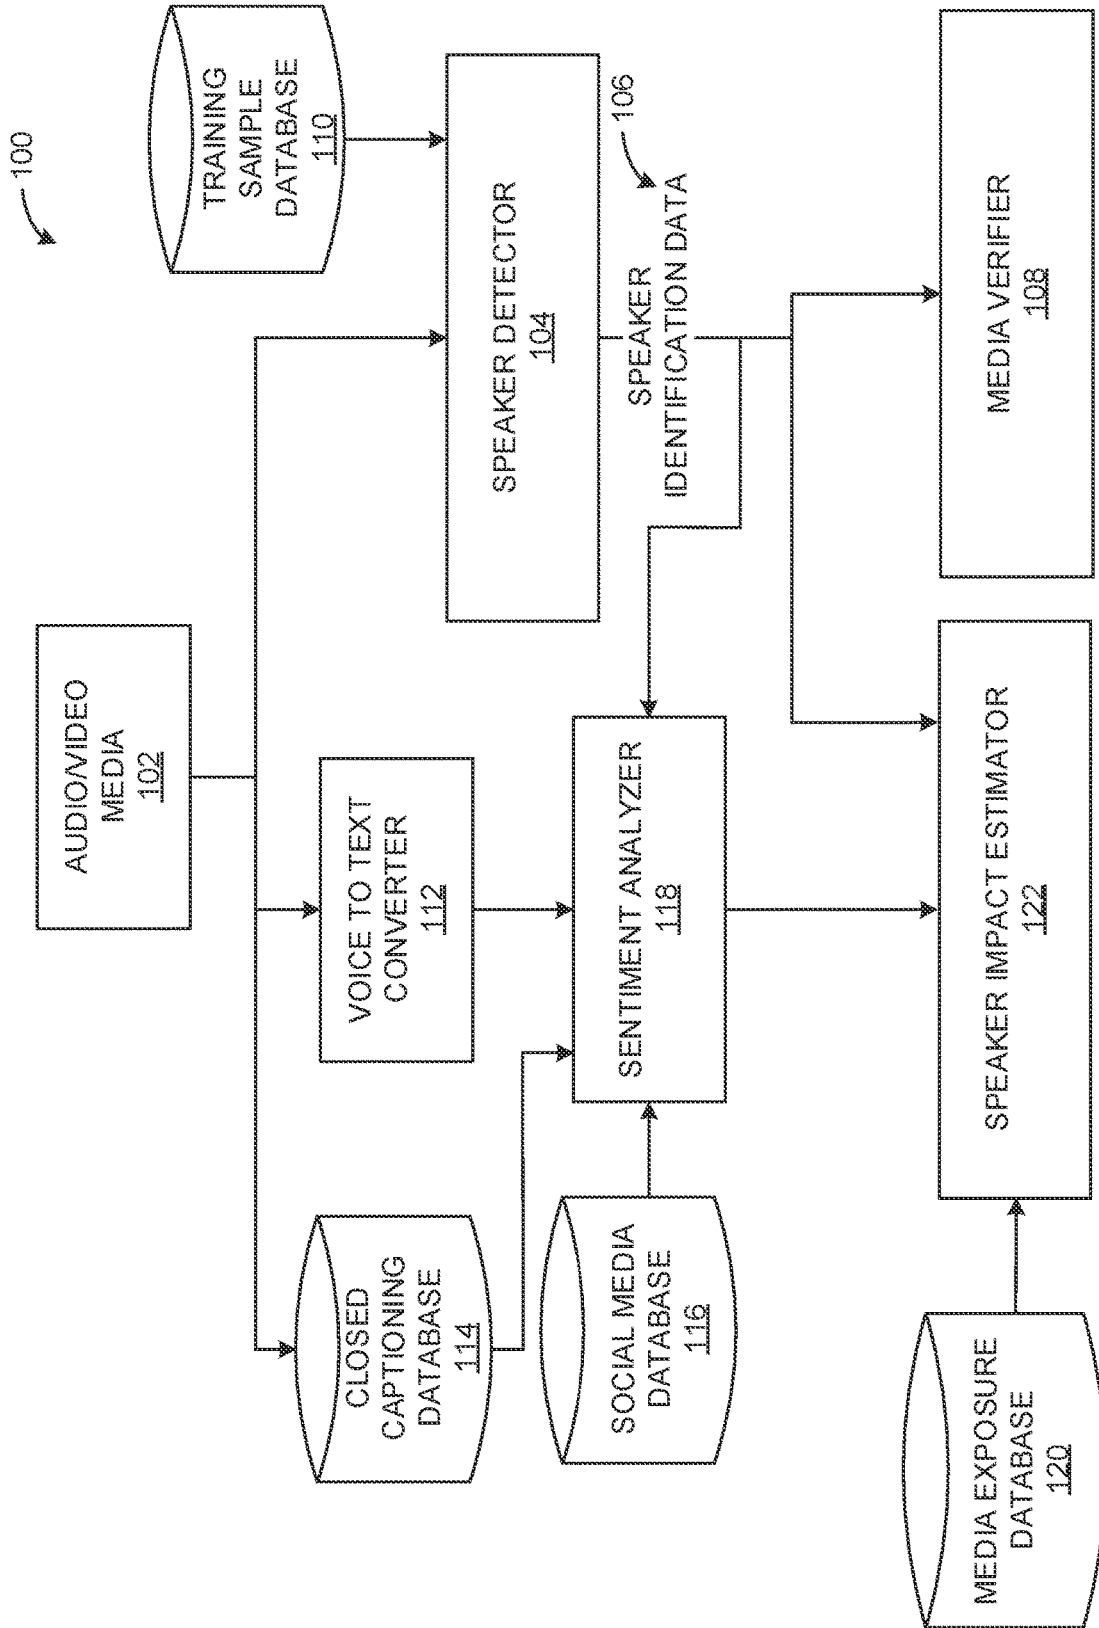 100
AUDIO/VIDEO
MEDIA
102
TRAINING
SAMPLE
DATABASE
110
CLOSED
CAPTIONING
DATABASE
114
VOICE TO TEXT
CONVERTER
112
SPEAKER DETECTOR
104
SPEAKER
IDENTIFICATION DATA
106
SOCIAL MEDIA
DATABASE
116
SENTIMENT ANALYZER
118
MEDIA EXPOSURE
DATABASE
120
SPEAKER IMPACT ESTIMATOR
122
MEDIA VERIFIER
108